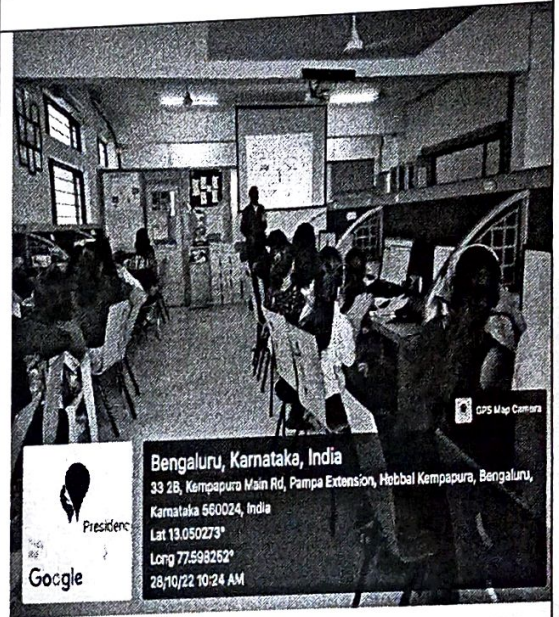 GPS Map Camera
Bengaluru, Karnataka, India
33 2B, Kempapura Main Rd, Pampa Extension, Hebbal Kempapura, Bengaluru,
Karnataka 560024, India
Lat 13.050273°
Long 77.598252°
28/10/22 10:24 AM
Presidenc
Google